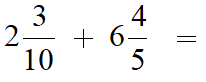 2 3/10 + 6 4/5 =